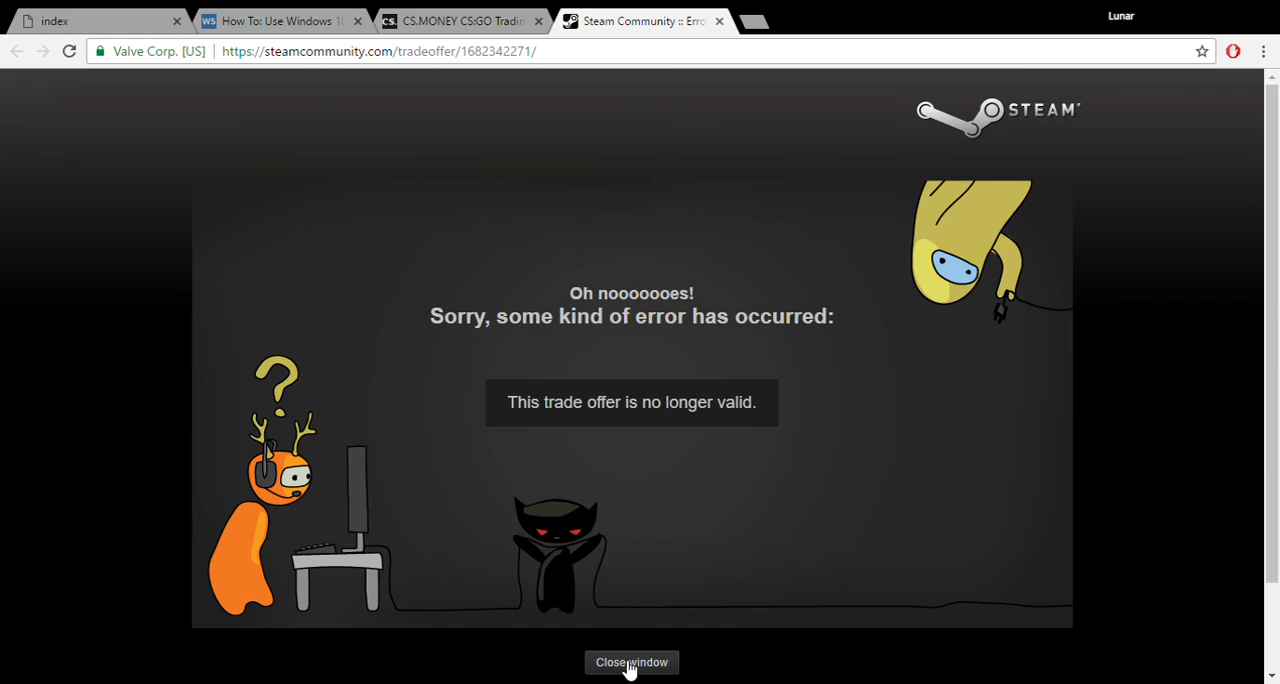 index
How To: Use Windows 10
CS.MONEY CS:GO Tradin
Steam Community :: Erro
Lunar
Valve Corp. [US]
https://steamcommunity.com/tradeoffer/1682342271/
STEAM
Oh nooooooes!
Sorry, some kind of error has occurred:
This trade offer is no longer valid.
?
Close window